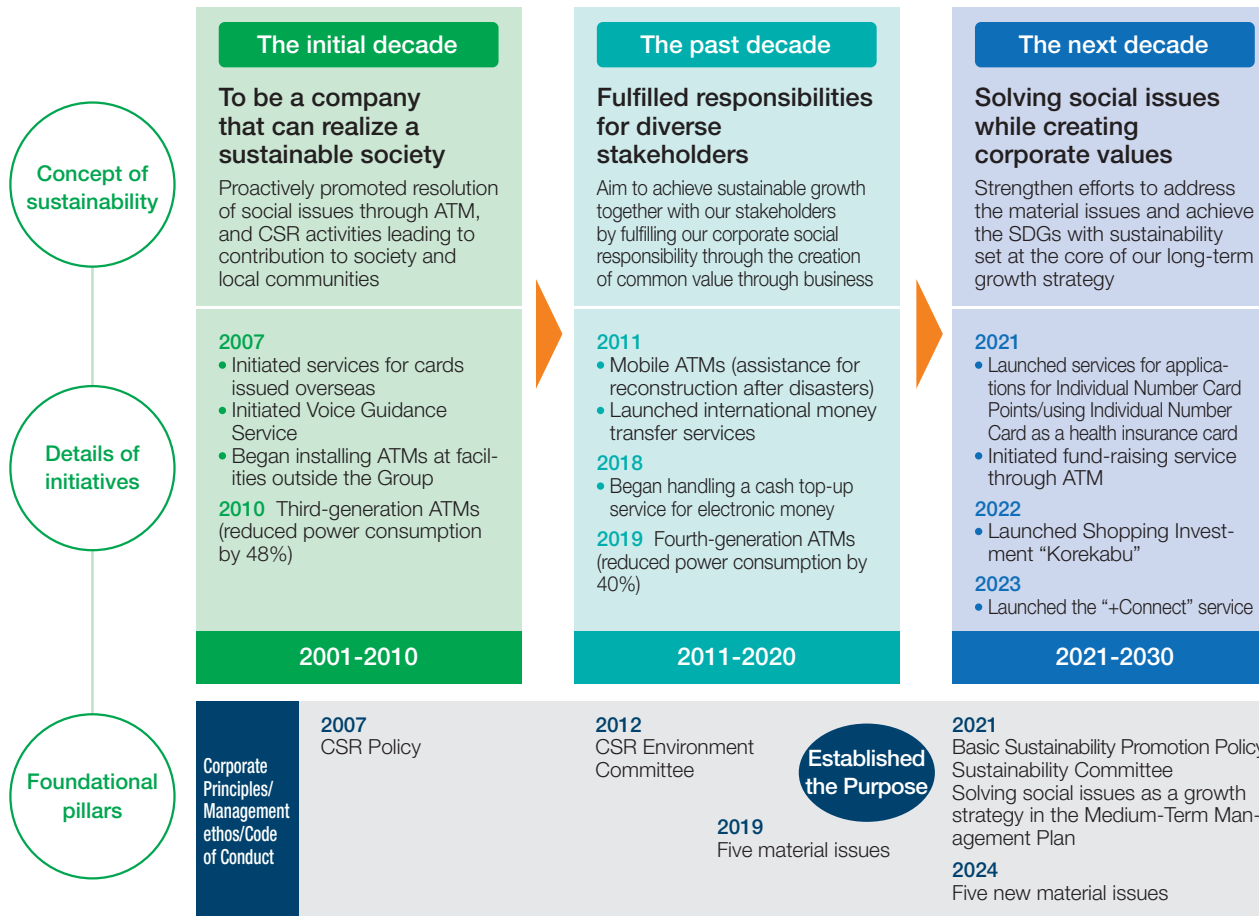 Concept of
sustainability
Details of
initiatives
Foundational
pillars
The initial decade
To be a company
that can realize a
sustainable society
Proactively promoted resolution
of social issues through ATM,
and CSR activities leading to
contribution to society and
local communities
2007
• Initiated services for cards
issued overseas
• Initiated Voice Guidance
Service
• Began installing ATMs at facil-
ities outside the Group
2010 Third-generation ATMs
(reduced power consumption
by 48%)
2001-2010
The past decade
Fulfilled responsibilities
for diverse
stakeholders
Aim to achieve sustainable growth
together with our stakeholders
by fulfilling our corporate social
responsibility through the creation
of common value through business
2011
• Mobile ATMs (assistance for
reconstruction after disasters)
• Launched international money
transfer services
2018
• Began handling a cash top-up
service for electronic money
2019 Fourth-generation ATMs
(reduced power consumption by
40%)
2011-2020
The next decade
Solving social issues
while creating
corporate values
Strengthen efforts to address
the material issues and achieve
the SDGs with sustainability
set at the core of our long-term
growth strategy
2021
• Launched services for applica-
tions for Individual Number Card
Points/using Individual Number
Card as a health insurance card
• Initiated fund-raising service
through ATM
2022
• Launched Shopping Invest-
ment “Korekabu”
2023
• Launched the “+Connect” service
2021-2030
Corporate
Principles/
Management
ethos/Code
of Conduct
2007
CSR Policy
2012
CSR Environment
Committee
2019
Five material issues
Established
the Purpose
2021
Basic Sustainability Promotion Policy
Sustainability Committee
Solving social issues as a growth
strategy in the Medium-Term Man-
agement Plan
2024
Five new material issues